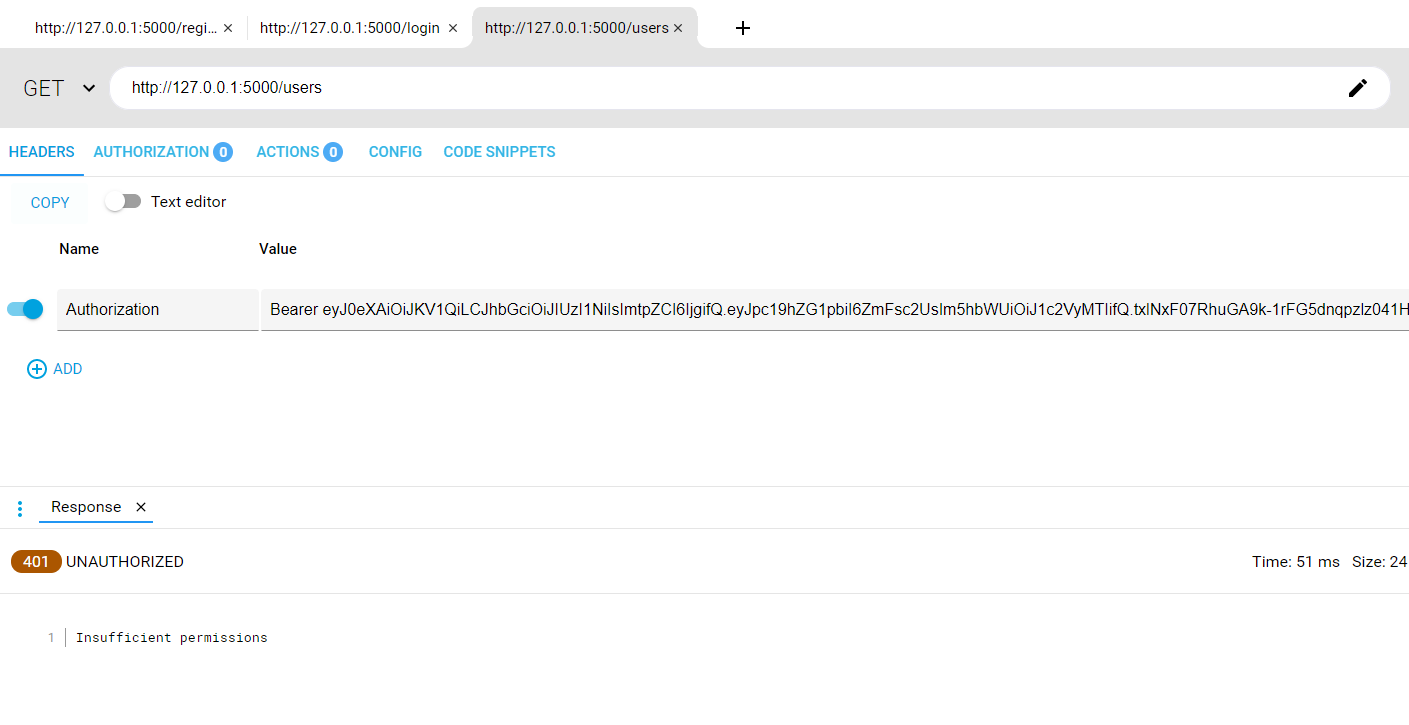 http://127.0.0.1:5000/regi... × http://127.0.0.1:5000/login × http://127.0.0.1:5000/users ×
GET http://127.0.0.1:5000/users
HEADERS AUTHORIZATION 0 ACTIONS 0 CONFIG CODE SNIPPETS
COPY Text editor
Name Value
Authorization Bearer eyJ0eXAiOiJKV1QiLCJhbGciOiJIUzI1NiIsImtpZCI6IjgifQ.eyJpc19hZG1pbiI6ZmFsc2UsIm5hbWUiOiJ1c2VyMTIifQ.txlNxF07RhuGA9k-1rFG5dnqpzlz041H
ADD
Response ×
401 UNAUTHORIZED Time: 51 ms Size: 24
1 Insufficient permissions